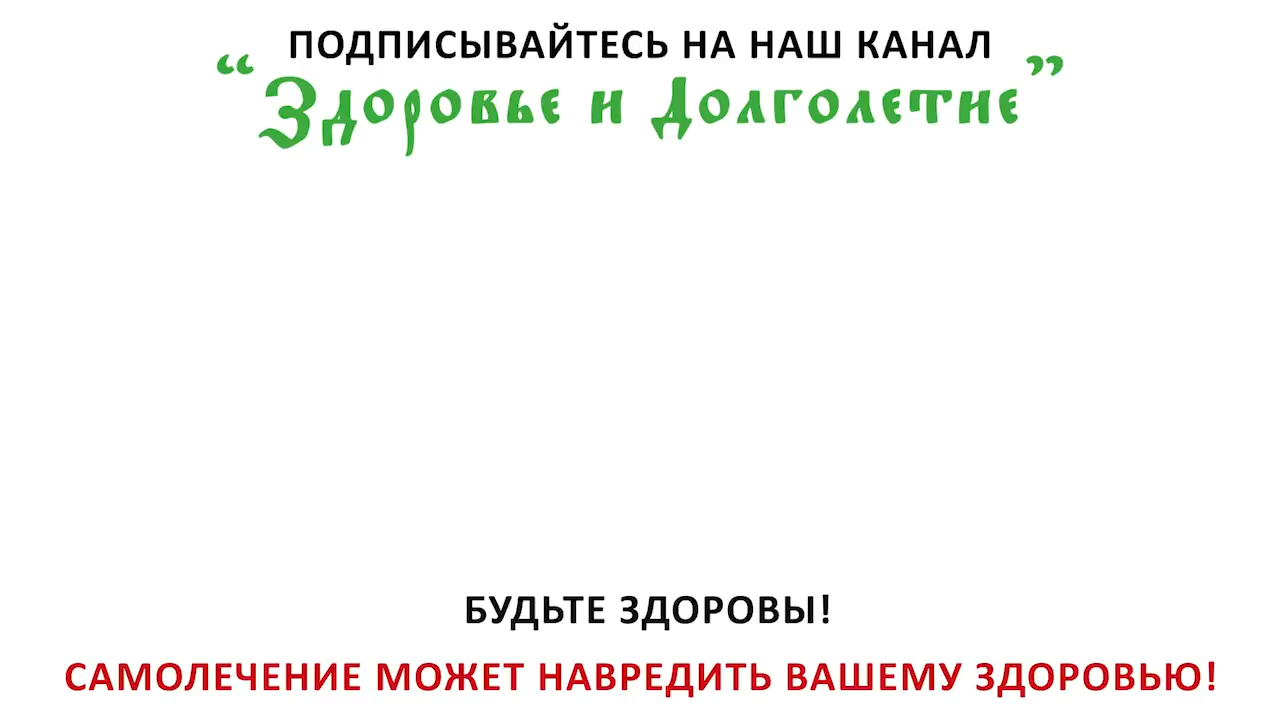 ПОДПИСЫВАЙТЕСЬ НА НАШ КАНАЛ
“Здоровье и Долголетие”
БУДЬТЕ ЗДОРОВЫ!
САМОЛЕЧЕНИЕ МОЖЕТ НАВРЕДИТЬ ВАШЕМУ ЗДОРОВЬЮ!